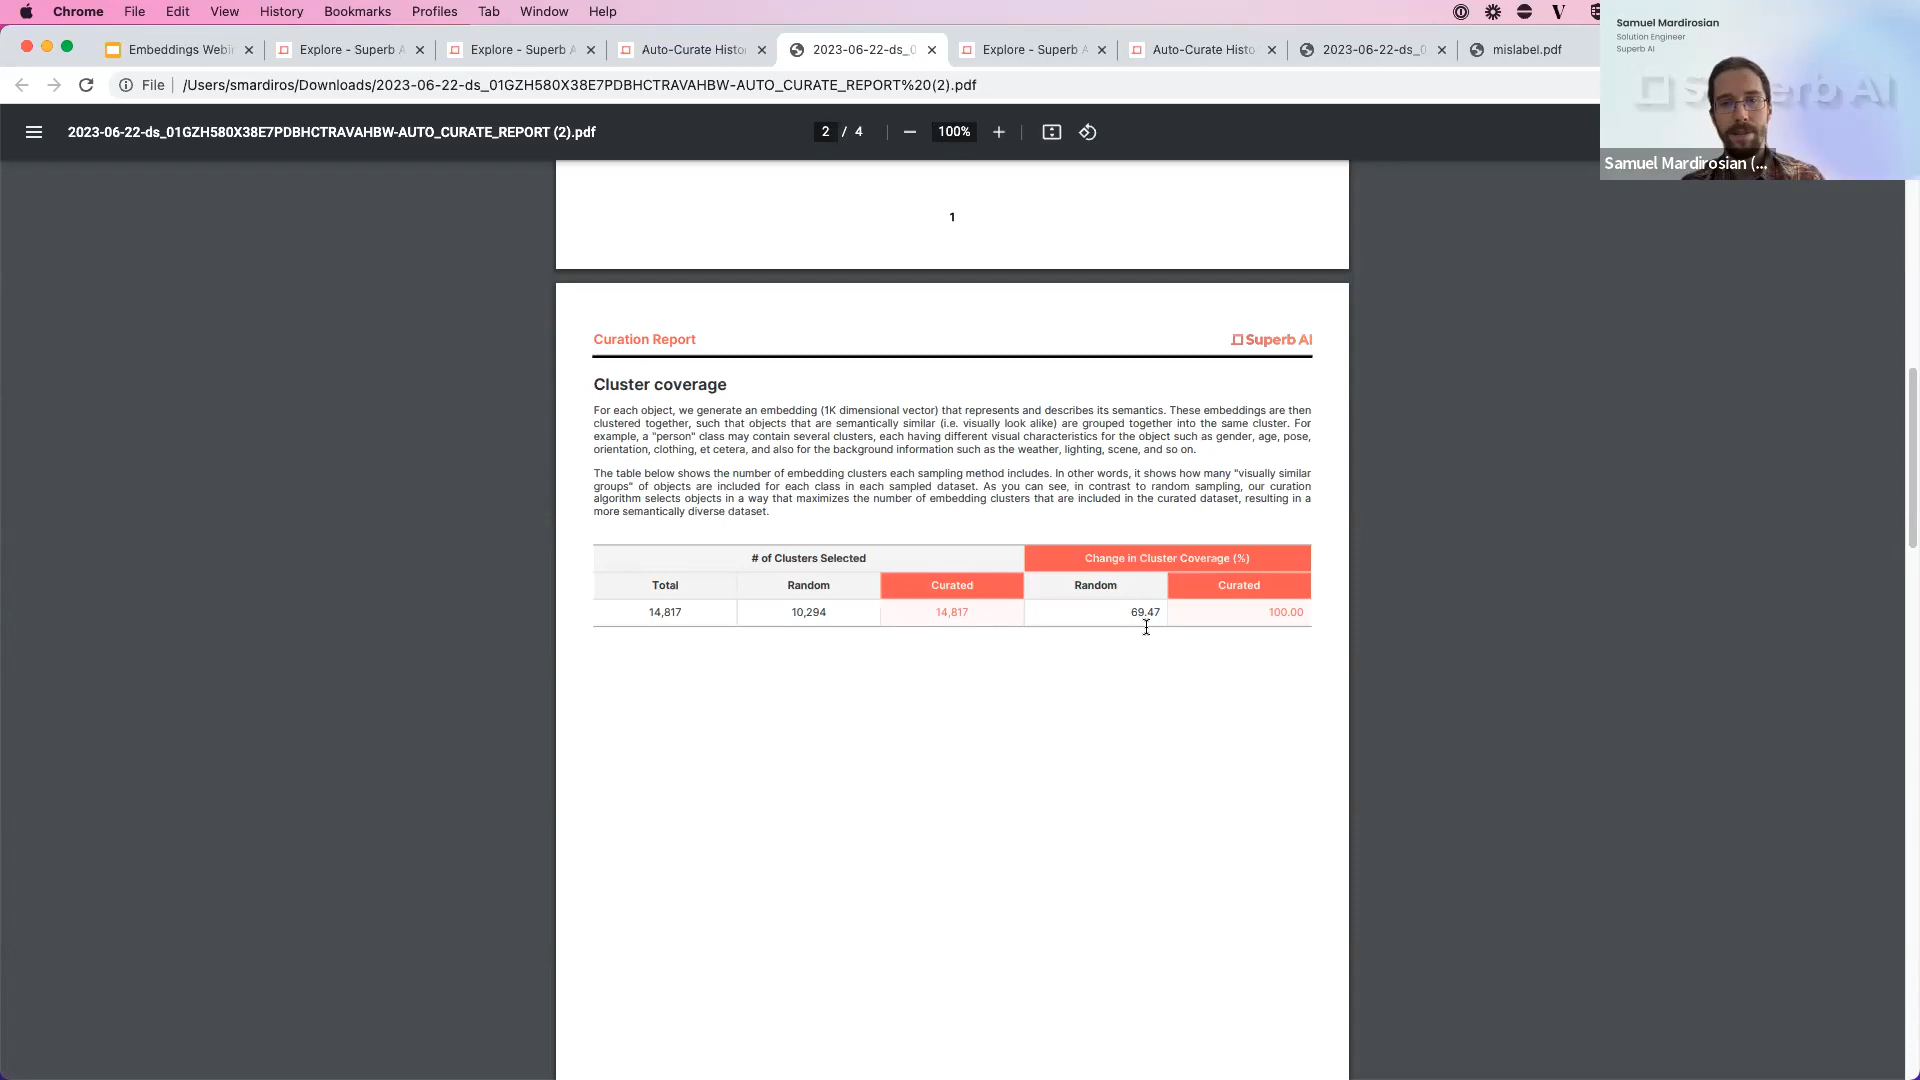 Chrome File Edit View History Bookmarks Profiles Tab Window Help
Samuel Mardirosian
Solution Engineer
Superb AI
Embeddings Webi
Explore - Superb A
Explore - Superb A
Auto-Curate Histo
2023-06-22-ds_0
Explore - Superb A
Auto-Curate Histo
2023-06-22-ds_0
mislabel.pdf
File /Users/smardiros/Downloads/2023-06-22-ds_01GZH580X38E7PDBHCTRAVAHBW-AUTO_CURATE_REPORT%20(2).pdf
2023-06-22-ds_01GZH580X38E7PDBHCTRAVAHBW-AUTO_CURATE_REPORT (2).pdf
2 / 4
100%
Samuel Mardirosian (...
1
Curation Report
Superb AI
Cluster coverage
For each object, we generate an embedding (1K dimensional vector) that represents and describes its semantics. These embeddings are then
clustered together, such that objects that are semantically similar (i.e. visually look alike) are grouped together into the same cluster. For
example, a "person" class may contain several clusters, each having different visual characteristics for the object such as gender, age, pose,
orientation, clothing, et cetera, and also for the background information such as the weather, lighting, scene, and so on.
The table below shows the number of embedding clusters each sampling method includes. In other words, it shows how many "visually similar
groups" of objects are included for each class in each sampled dataset. As you can see, in contrast to random sampling, our curation
algorithm selects objects in a way that maximizes the number of embedding clusters that are included in the curated dataset, resulting in a
more semantically diverse dataset.
# of Clusters Selected Change in Cluster Coverage (%)
Total Random Curated Random Curated
14,817 10,294 14,817 69.47 100.00